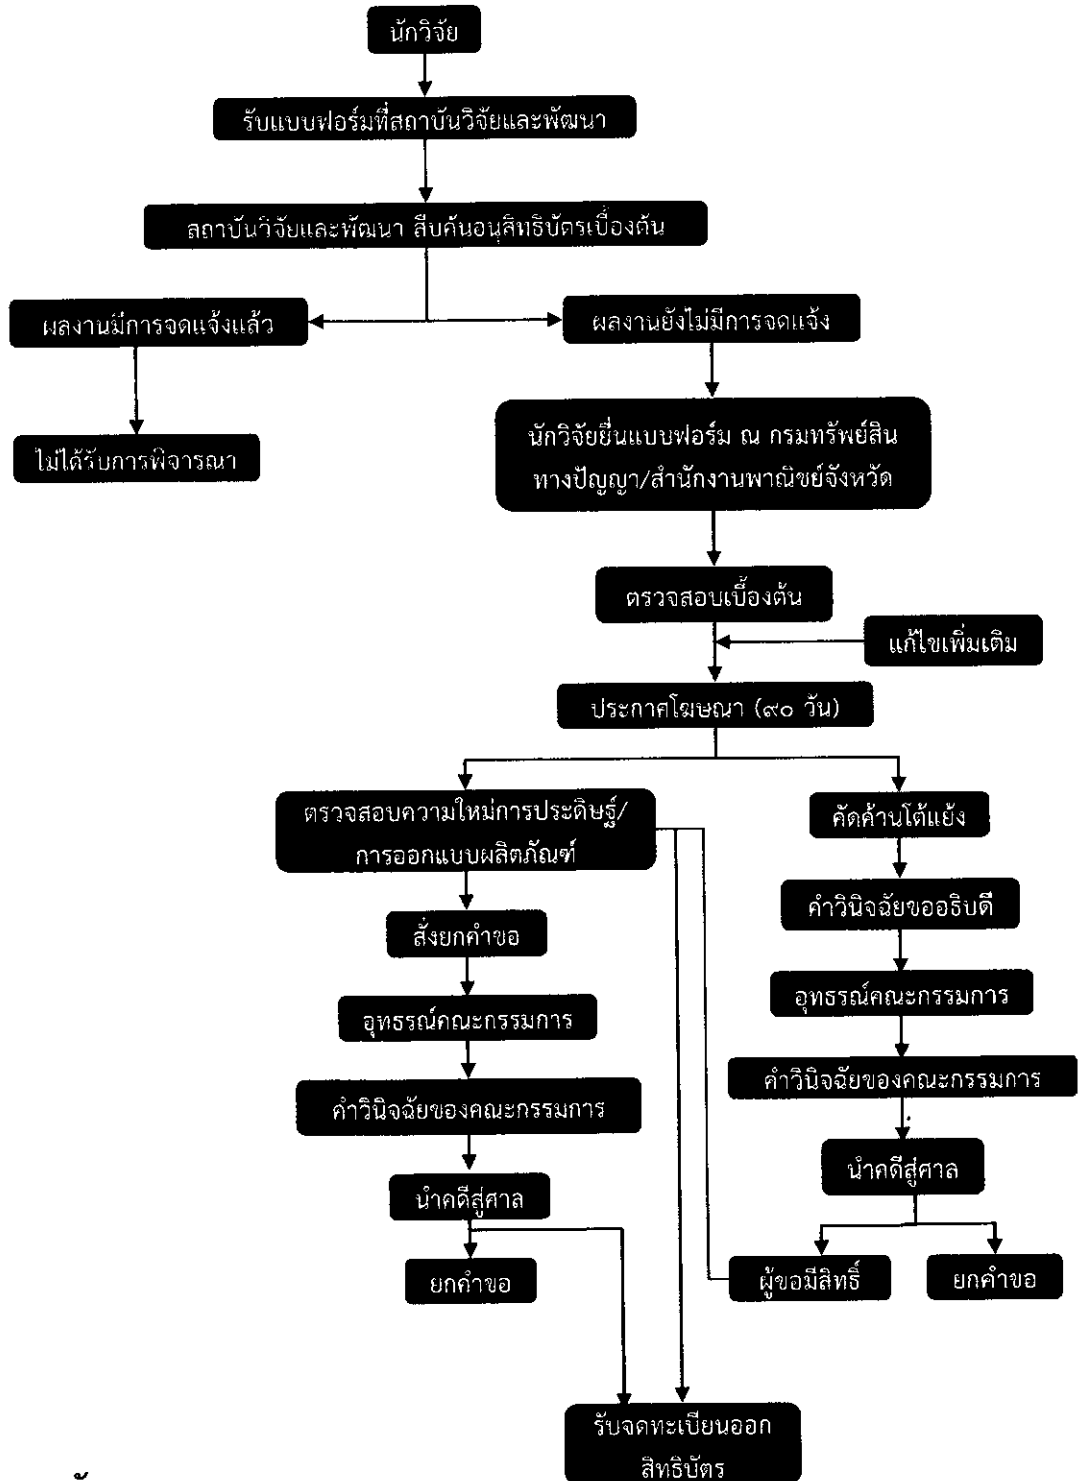 นักวิจัย
รับแบบฟอร์มที่สถาบันวิจัยและพัฒนา
สถาบันวิจัยและพัฒนา สืบค้นอนุสิทธิบัตรเบื้องต้น
ผลงานมีการจดแจ้งแล้ว
ผลงานยังไม่มีการจดแจ้ง
ไม่ได้รับการพิจารณา
นักวิจัยยื่นแบบฟอร์ม ณ กรมทรัพย์สิน
ทางปัญญา/สำนักงานพาณิชย์จังหวัด
ตรวจสอบเบื้องต้น
แก้ไขเพิ่มเติม
ประกาศโฆษณา (๙๐ วัน)
ตรวจสอบความใหม่การประดิษฐ์/
การออกแบบผลิตภัณฑ์
สั่งยกคำขอ
อุทธรณ์คณะกรรมการ
คำวินิจฉัยของคณะกรรมการ
นำคดีสู่ศาล
ยกคำขอ
คัดค้านโต้แย้ง
คำวินิจฉัยขออธิบดี
อุทธรณ์คณะกรรมการ
คำวินิจฉัยของคณะกรรมการ
นำคดีสู่ศาล
ผู้ขอมีสิทธิ์
ยกคำขอ
รับจดทะเบียนออก
สิทธิบัตร